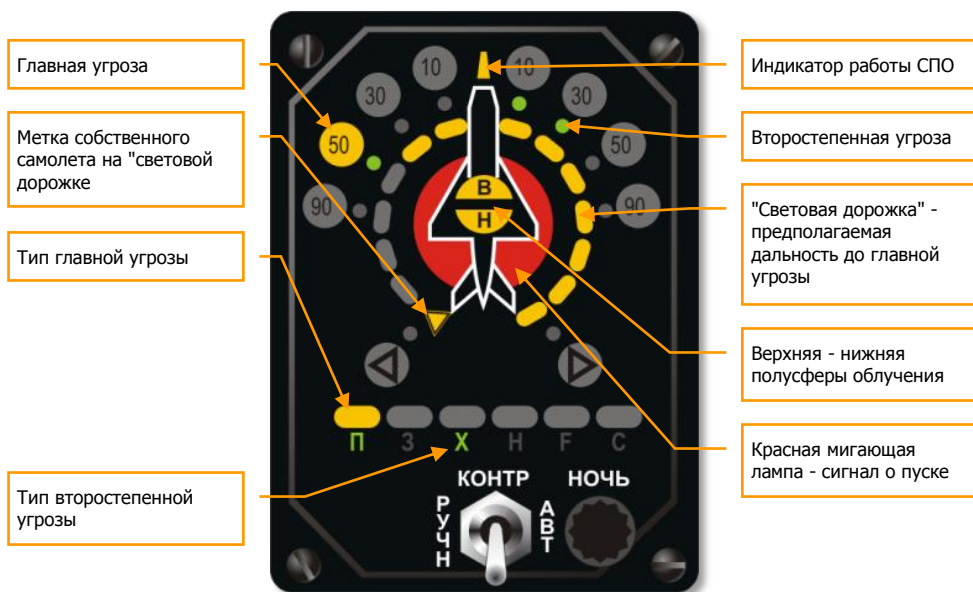 Главная угроза
Метка собственного
самолета на "световой
дорожке
Тип главной угрозы
Тип второстепенной
угрозы
10
10
30
30
50
50
90
90
В
Н
П З Х Н F С
КОНТР
НОЧЬ
РУЧН
АВТ
Индикатор работы СПО
Второстепенная угроза
"Световая дорожка" -
предполагаемая
дальность до главной
угрозы
Верхняя - нижняя
полусферы облучения
Красная мигающая
лампа - сигнал о пуске